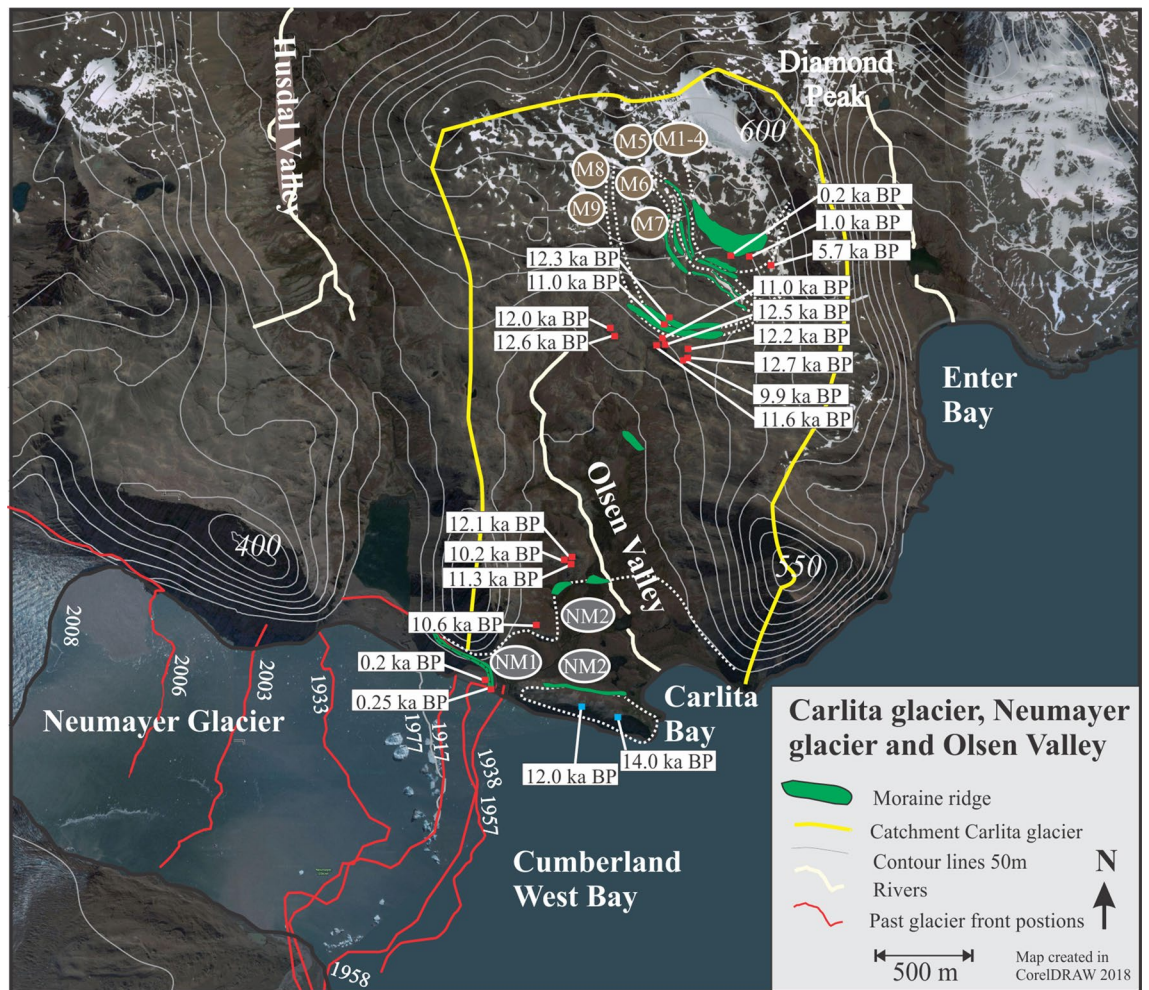 Husdal Valley
Diamond
Peak
600
M5
M1-4
M8
M6
M9
M7
0.2 ka BP
1.0 ka BP
5.7 ka BP
12.3 ka BP
11.0 ka BP
11.0 ka BP
12.5 ka BP
12.0 ka BP
12.6 ka BP
12.2 ka BP
12.7 ka BP
9.9 ka BP
11.6 ka BP
Enter
Bay
Olsen Valley
400
550
12.1 ka BP
10.2 ka BP
11.3 ka BP
10.6 ka BP
NM2
NM1
NM2
0.2 ka BP
0.25 ka BP
2008
2006
2003
1933
1977
1917
1938
1957
1958
Neumayer Glacier
Carlita
Bay
12.0 ka BP
14.0 ka BP
Cumberland
West Bay
Carlita glacier, Neumayer
glacier and Olsen Valley
Moraine ridge
Catchment Carlita glacier
Contour lines 50m
Rivers
Past glacier front postions
N
500 m
Map created in
CorelDRAW 2018